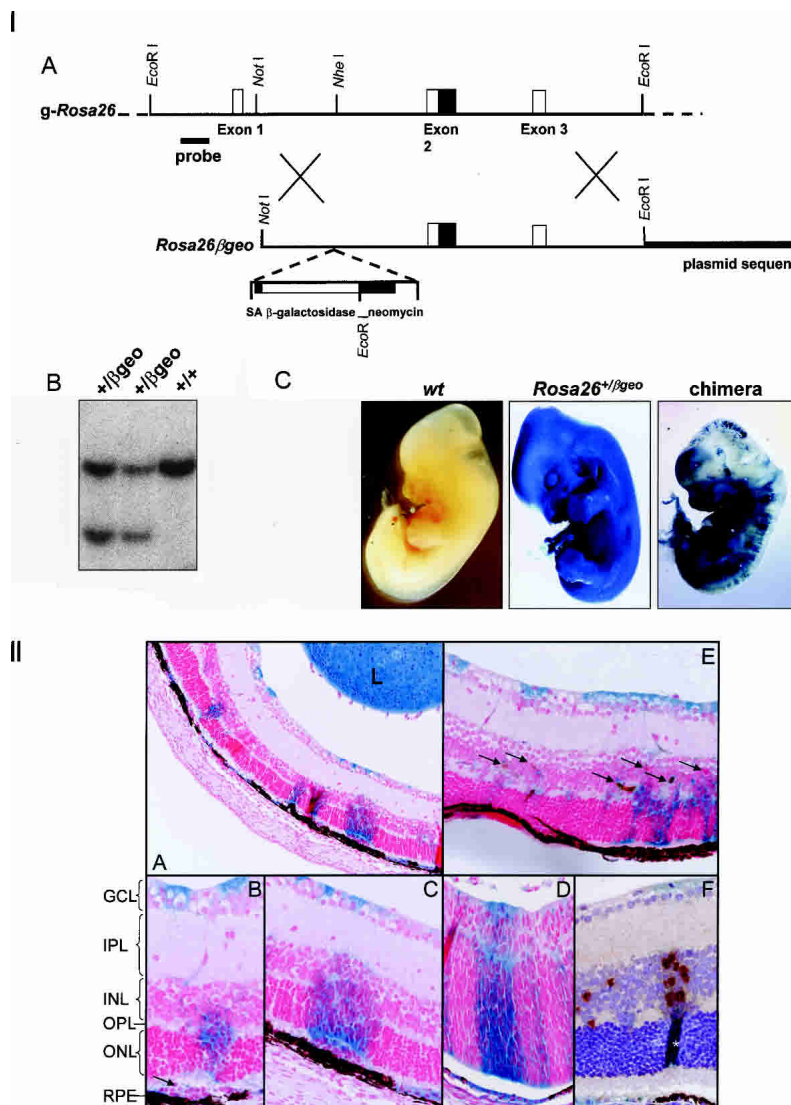 I
A
EcoR I
Not I
Nhe I
EcoR I
g-Rosa26
Exon 1
Exon
2
Exon 3
probe
Not I
EcoR I
Rosa26βgeo
plasmid sequen
SA β-galactosidase neomycin
EcoR I
B
+/βgeo
+/βgeo
+/+
C
wt
Rosa26+/βgeo
chimera
II
L
A
E
GCL
IPL
INL
OPL
ONL
RPE
B
C
D
F
*